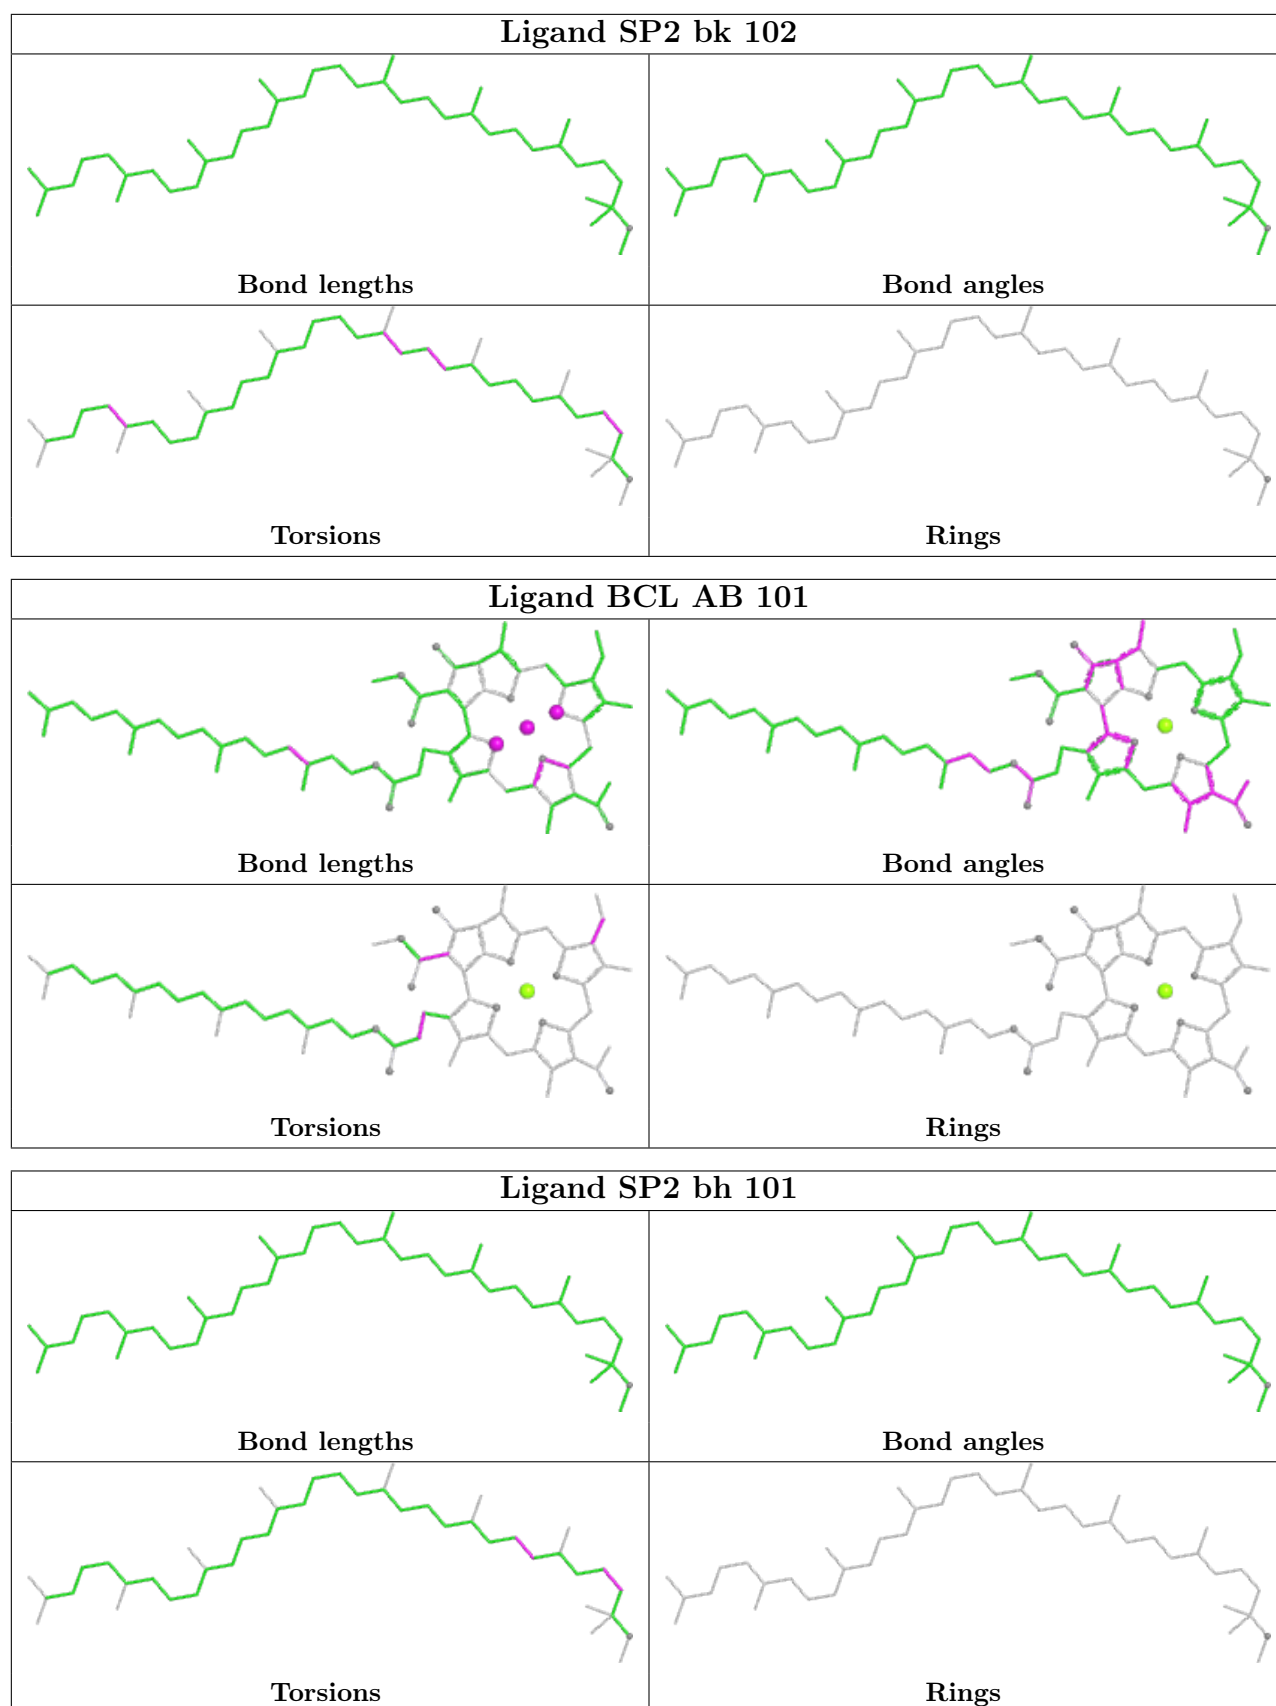 Ligand SP2 bk 102
Bond lengths
Bond angles
Torsions
Rings
Ligand BCL AB 101
Bond lengths
Bond angles
Torsions
Rings
Ligand SP2 bh 101
Bond lengths
Bond angles
Torsions
Rings